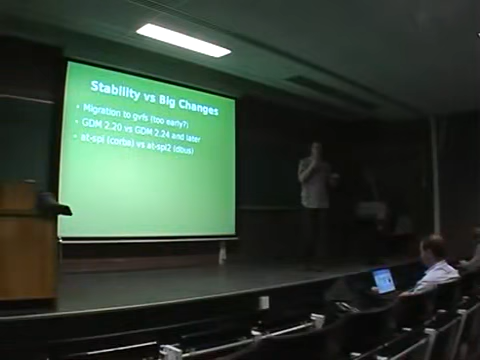 Stability vs Big Changes
• Migration to gvfs (too early?)
• GDM 2.20 vs GDM 2.24 and later
• at-spi (corba) vs at-spi2 (dbus)